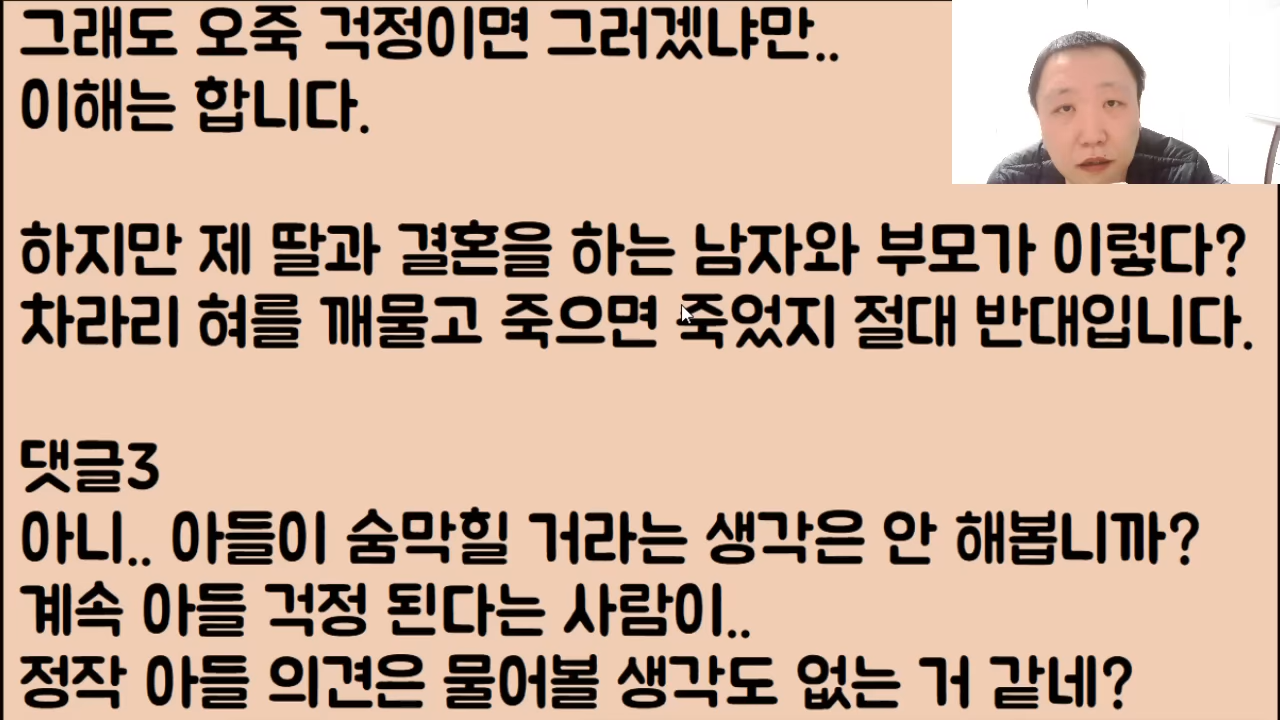 그래도 오죽 걱정이면 그러겠냐만..
이해는 합니다.
하지만 제 딸과 결혼을 하는 남자와 부모가 이렇다?
차라리 혀를 깨물고 죽으면 죽었지 절대 반대입니다.
댓글3
아니.. 아들이 숨막힐 거라는 생각은 안 해봅니까?
계속 아들 걱정 된다는 사람이..
정작 아들 의견은 물어볼 생각도 없는 거 같네?